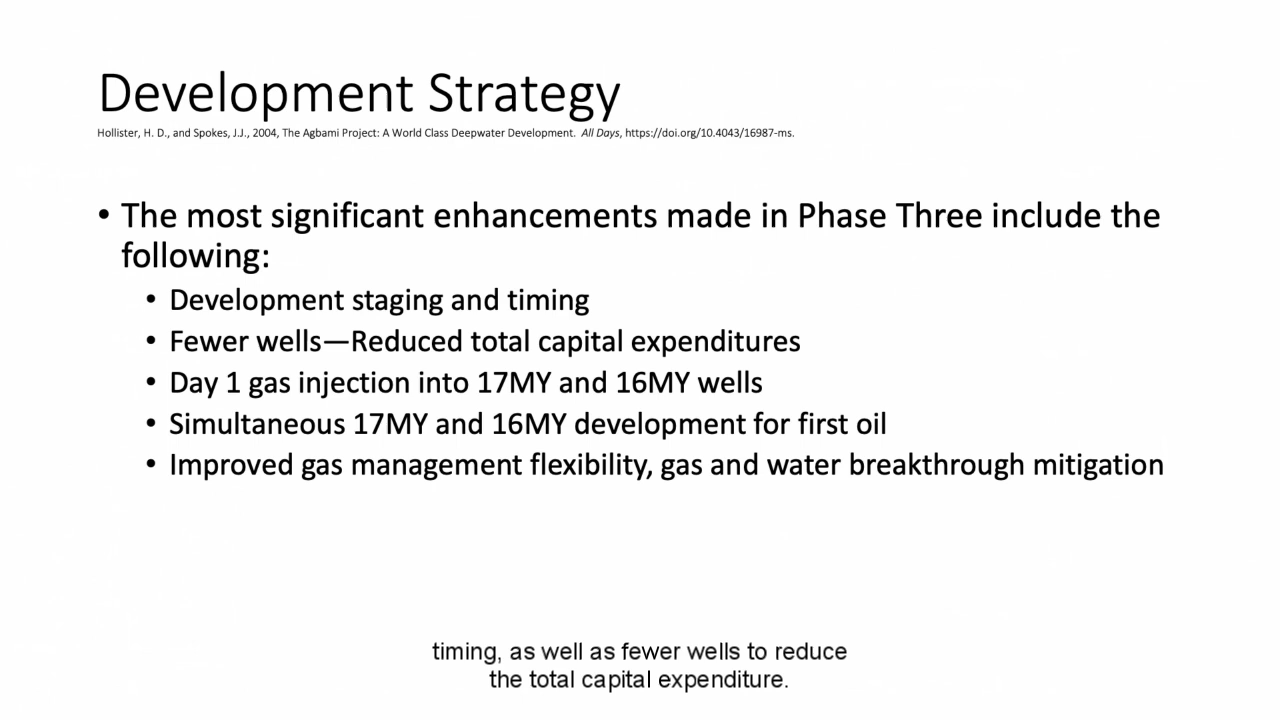 Development Strategy
Hollister, H. D., and Spokes, J.J., 2004, The Agbami Project: A World Class Deepwater Development. All Days, https://doi.org/10.4043/16987-ms.
• The most significant enhancements made in Phase Three include the
following:
• Development staging and timing
• Fewer wells—Reduced total capital expenditures
• Day 1 gas injection into 17MY and 16MY wells
• Simultaneous 17MY and 16MY development for first oil
• Improved gas management flexibility, gas and water breakthrough mitigation
timing, as well as fewer wells to reduce
the total capital expenditure.